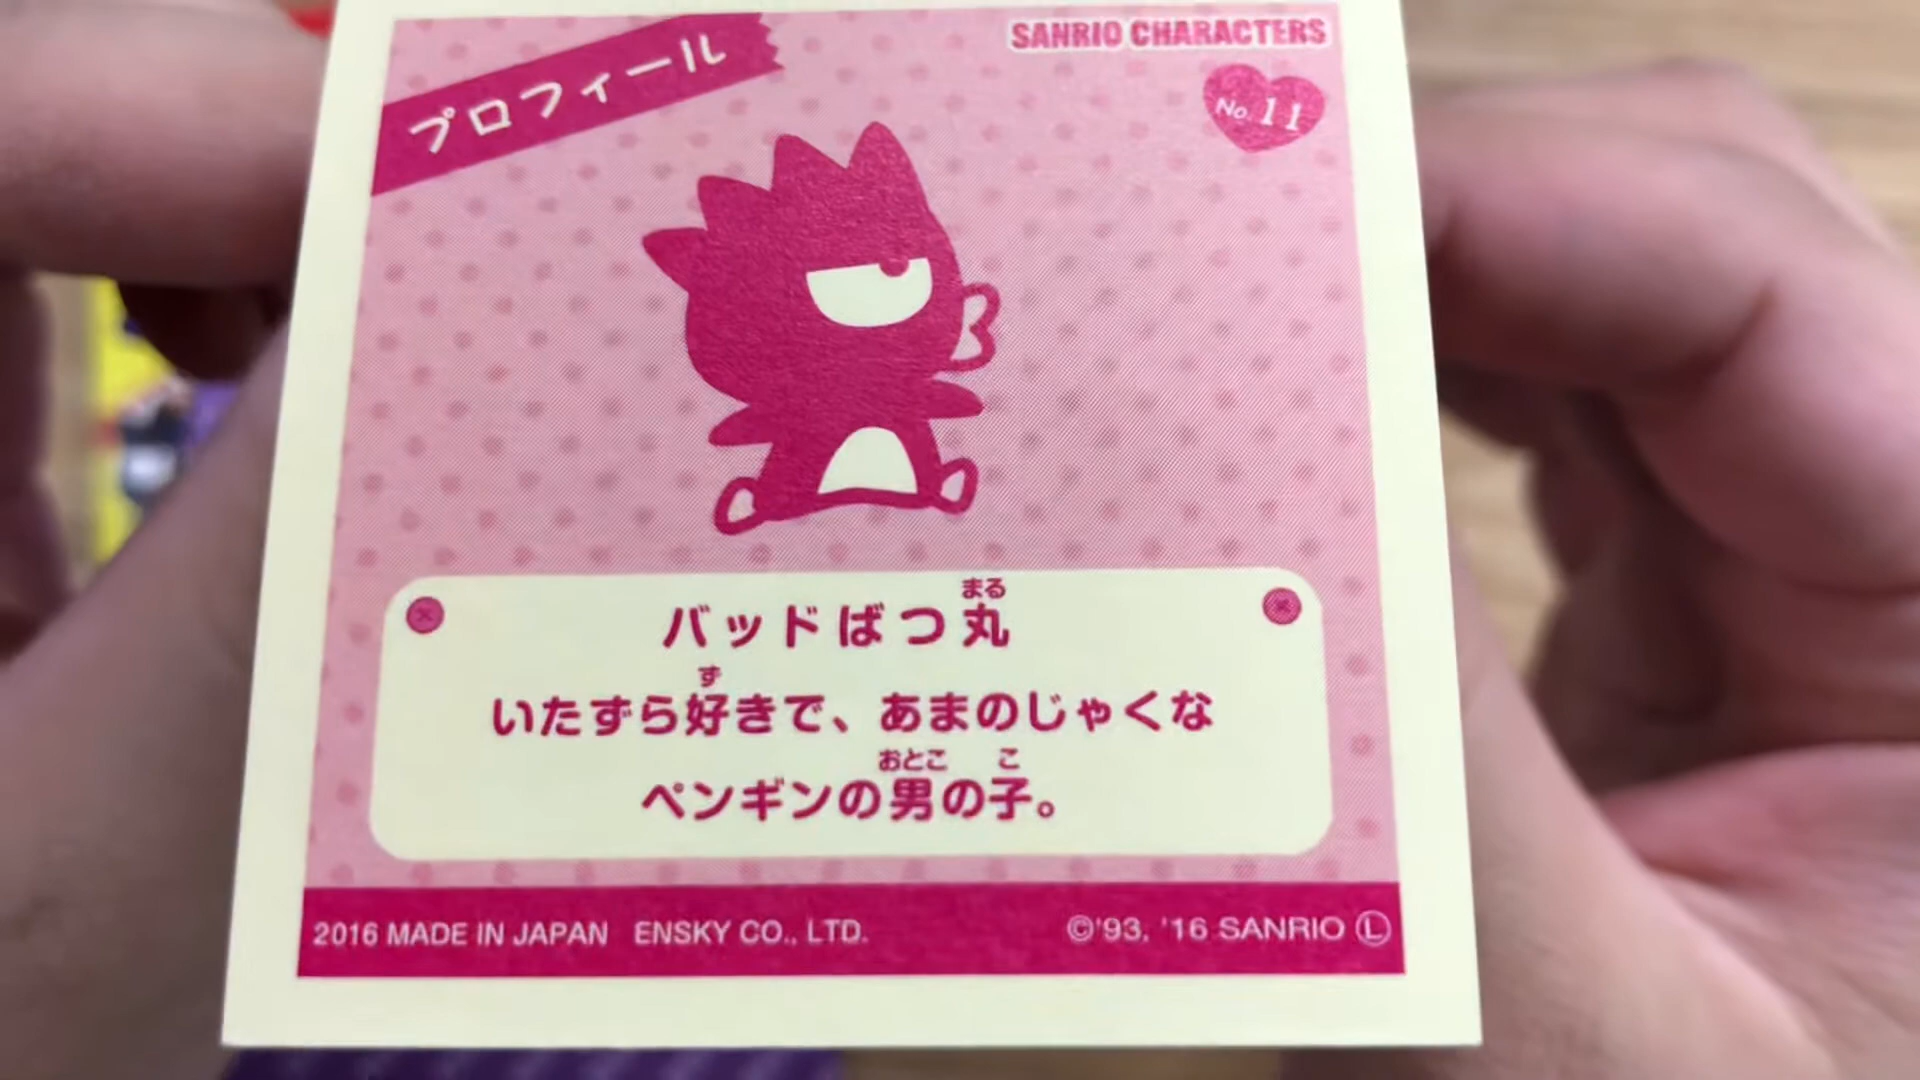 プロフィール
SANRIO CHARACTERS
No. 11
まる
バッドばつ丸
す
いたずら好きで、あまのじゃくな
おとこ こ
ペンギンの男の子。
2016 MADE IN JAPAN ENSKY CO., LTD.
©'93, '16 SANRIO Ⓛ